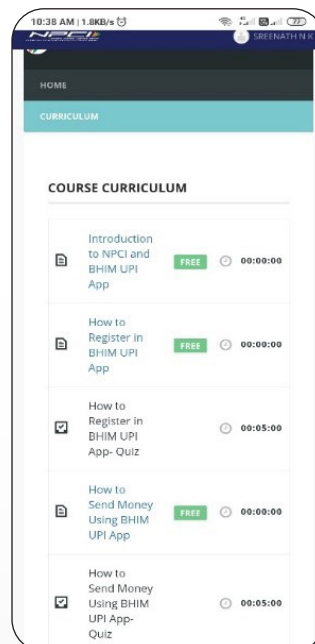 10:38 AM | 1.8KB/s
22
NPCI
SREENATH N K
HOME
CURRICULUM
COURSE CURRICULUM
Introduction
to NPCI and
BHIM UPI
App
FREE
00:00:00
How to
Register in
BHIM UPI
App
FREE
00:00:00
How to
Register in
BHIM UPI
App- Quiz
00:05:00
How to
Send Money
Using BHIM
UPI App
FREE
00:00:00
How to
Send Money
Using BHIM
UPI App-
Quiz
00:05:00